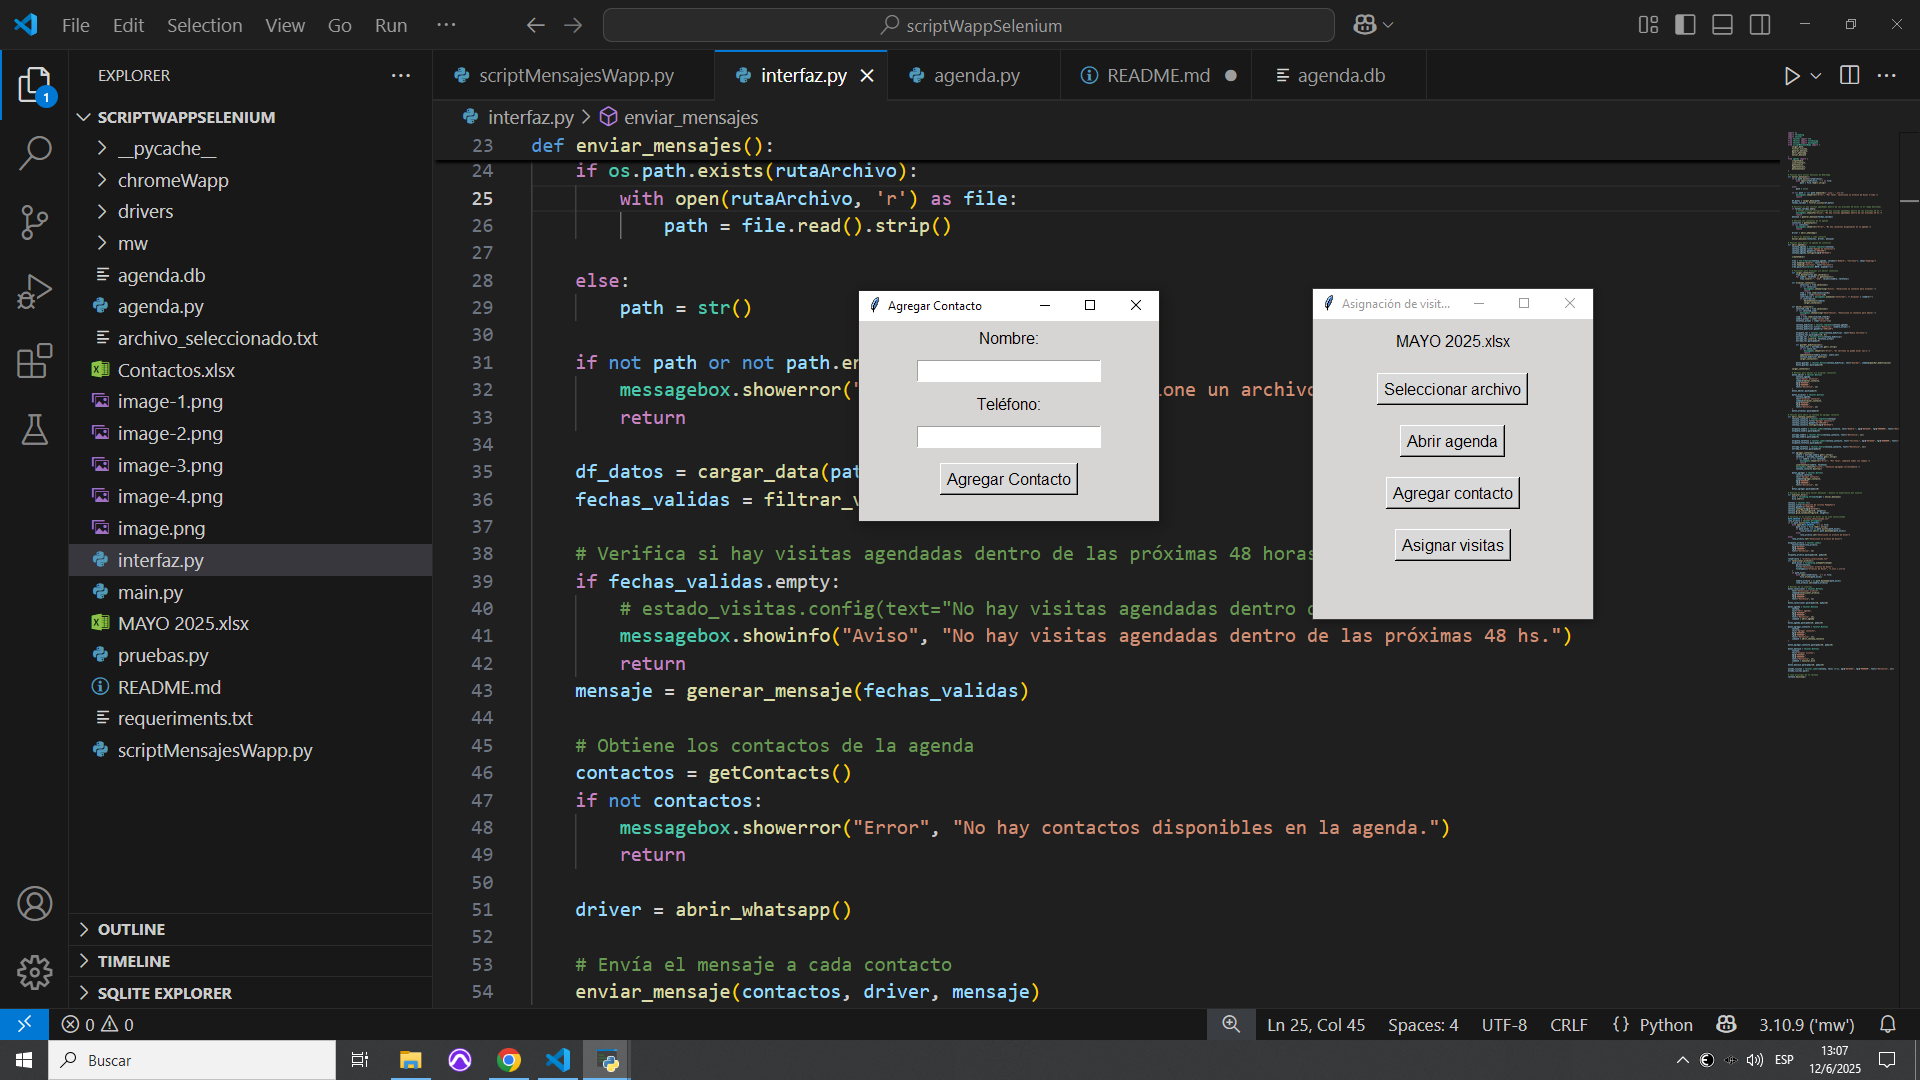 File Edit Selection View Go Run ···
scriptWappSelenium
EXPLORER
SCRIPTWAPPSELENIUM
__pycache__
chromeWapp
drivers
mw
agenda.db
agenda.py
archivo_seleccionado.txt
Contactos.xlsx
image-1.png
image-2.png
image-3.png
image-4.png
image.png
interfaz.py
main.py
MAYO 2025.xlsx
pruebas.py
README.md
requeriments.txt
scriptMensajesWapp.py
OUTLINE
TIMELINE
SQLITE EXPLORER
1
scriptMensajesWapp.py interfaz.py agenda.py README.md agenda.db
interfaz.py > enviar_mensajes
23 def enviar_mensajes():
24 if os.path.exists(rutaArchivo):
25 with open(rutaArchivo, 'r') as file:
26 path = file.read().strip()
27
28 else:
29 path = str()
30
31 if not path or not path.en
32 messagebox.showerror("
33 return
34
35 df_datos = cargar_data(pat
36 fechas_validas = filtrar_v
37
38 # Verifica si hay visitas agendadas dentro de las próximas 48 horas
39 if fechas_validas.empty:
40 # estado_visitas.config(text="No hay visitas agendadas dentro d
41 messagebox.showinfo("Aviso", "No hay visitas agendadas dentro de las próximas 48 hs.")
42 return
43 mensaje = generar_mensaje(fechas_validas)
44
45 # Obtiene los contactos de la agenda
46 contactos = getContacts()
47 if not contactos:
48 messagebox.showerror("Error", "No hay contactos disponibles en la agenda.")
49 return
50
51 driver = abrir_whatsapp()
52
53 # Envía el mensaje a cada contacto
54 enviar_mensaje(contactos, driver, mensaje)
Agregar Contacto
Nombre:
Teléfono:
Agregar Contacto
ione un archivo
Asignación de visit...
MAYO 2025.xlsx
Seleccionar archivo
Abrir agenda
Agregar contacto
Asignar visitas
0 0
Ln 25, Col 45 Spaces: 4 UTF-8 CRLF {} Python 3.10.9 ('mw')
Buscar
ESP
13:07
12/6/2025